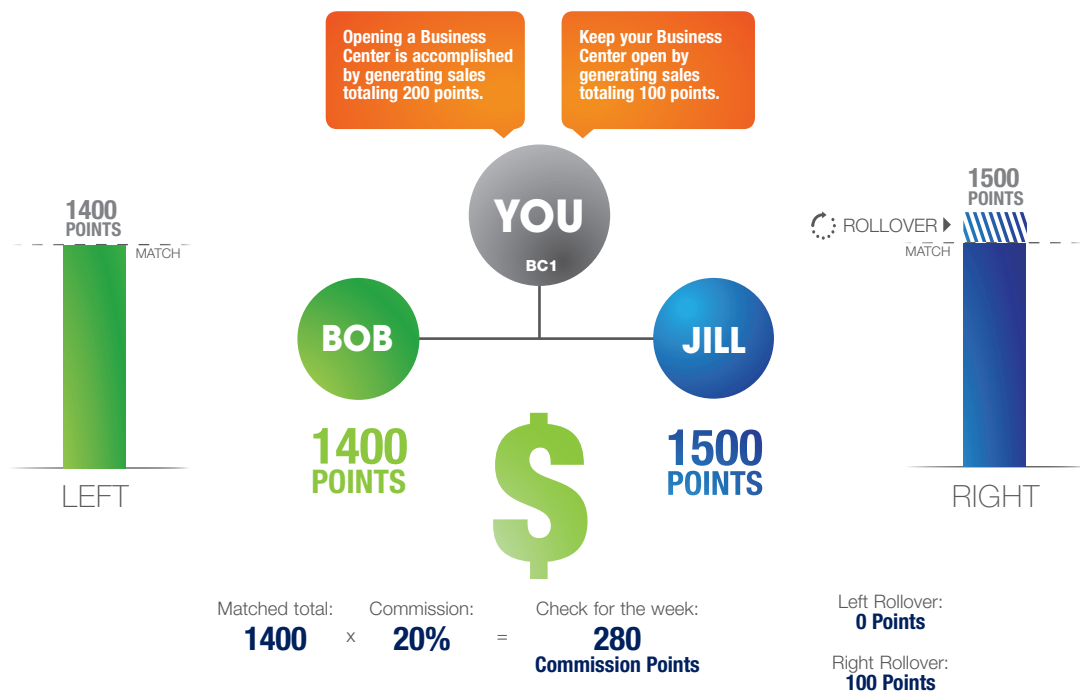 Opening a Business
Center is accomplished
by generating sales
totaling 200 points.
Keep your Business
Center open by
generating sales
totaling 100 points.
YOU
BC1
1400
POINTS
MATCH
1500
POINTS
ROLLOVER
MATCH
BOB
JILL
1400
POINTS
$
1500
POINTS
LEFT
RIGHT
Matched total: Commission: Check for the week:
1400 x 20% = 280
Commission Points
Left Rollover:
0 Points
Right Rollover:
100 Points